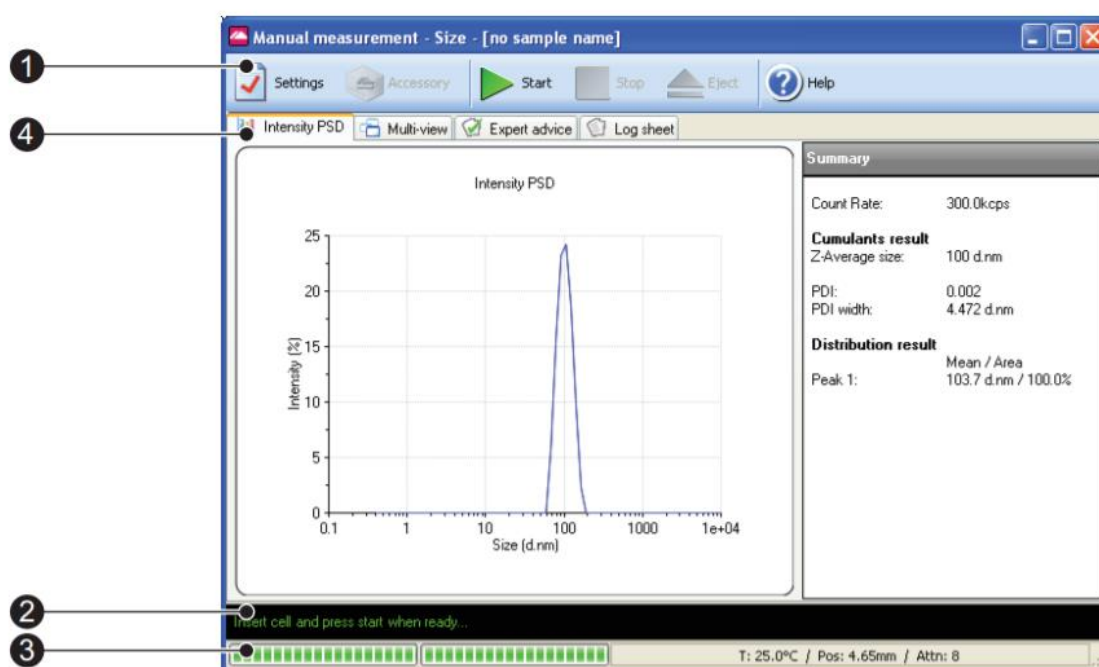 Manual measurement - Size - [no sample name]
1
Settings Accessory Start Stop Eject Help
4
Intensity PSD Multi-view Expert advice Log sheet
Intensity PSD
25
20
15
10
5
0
Intensity (%)
0.1 1 10 100 1000 1e+04
Size (d.nm)
Summary
Count Rate: 300.0kcps
Cumulants result
Z-Average size: 100 d.nm
PDI: 0.002
PDI width: 4.472 d.nm
Distribution result
Mean / Area
Peak 1: 103.7 d.nm / 100.0%
2
Insert cell and press start when ready...
3
T: 25.0°C / Pos: 4.65mm / Attn: 8